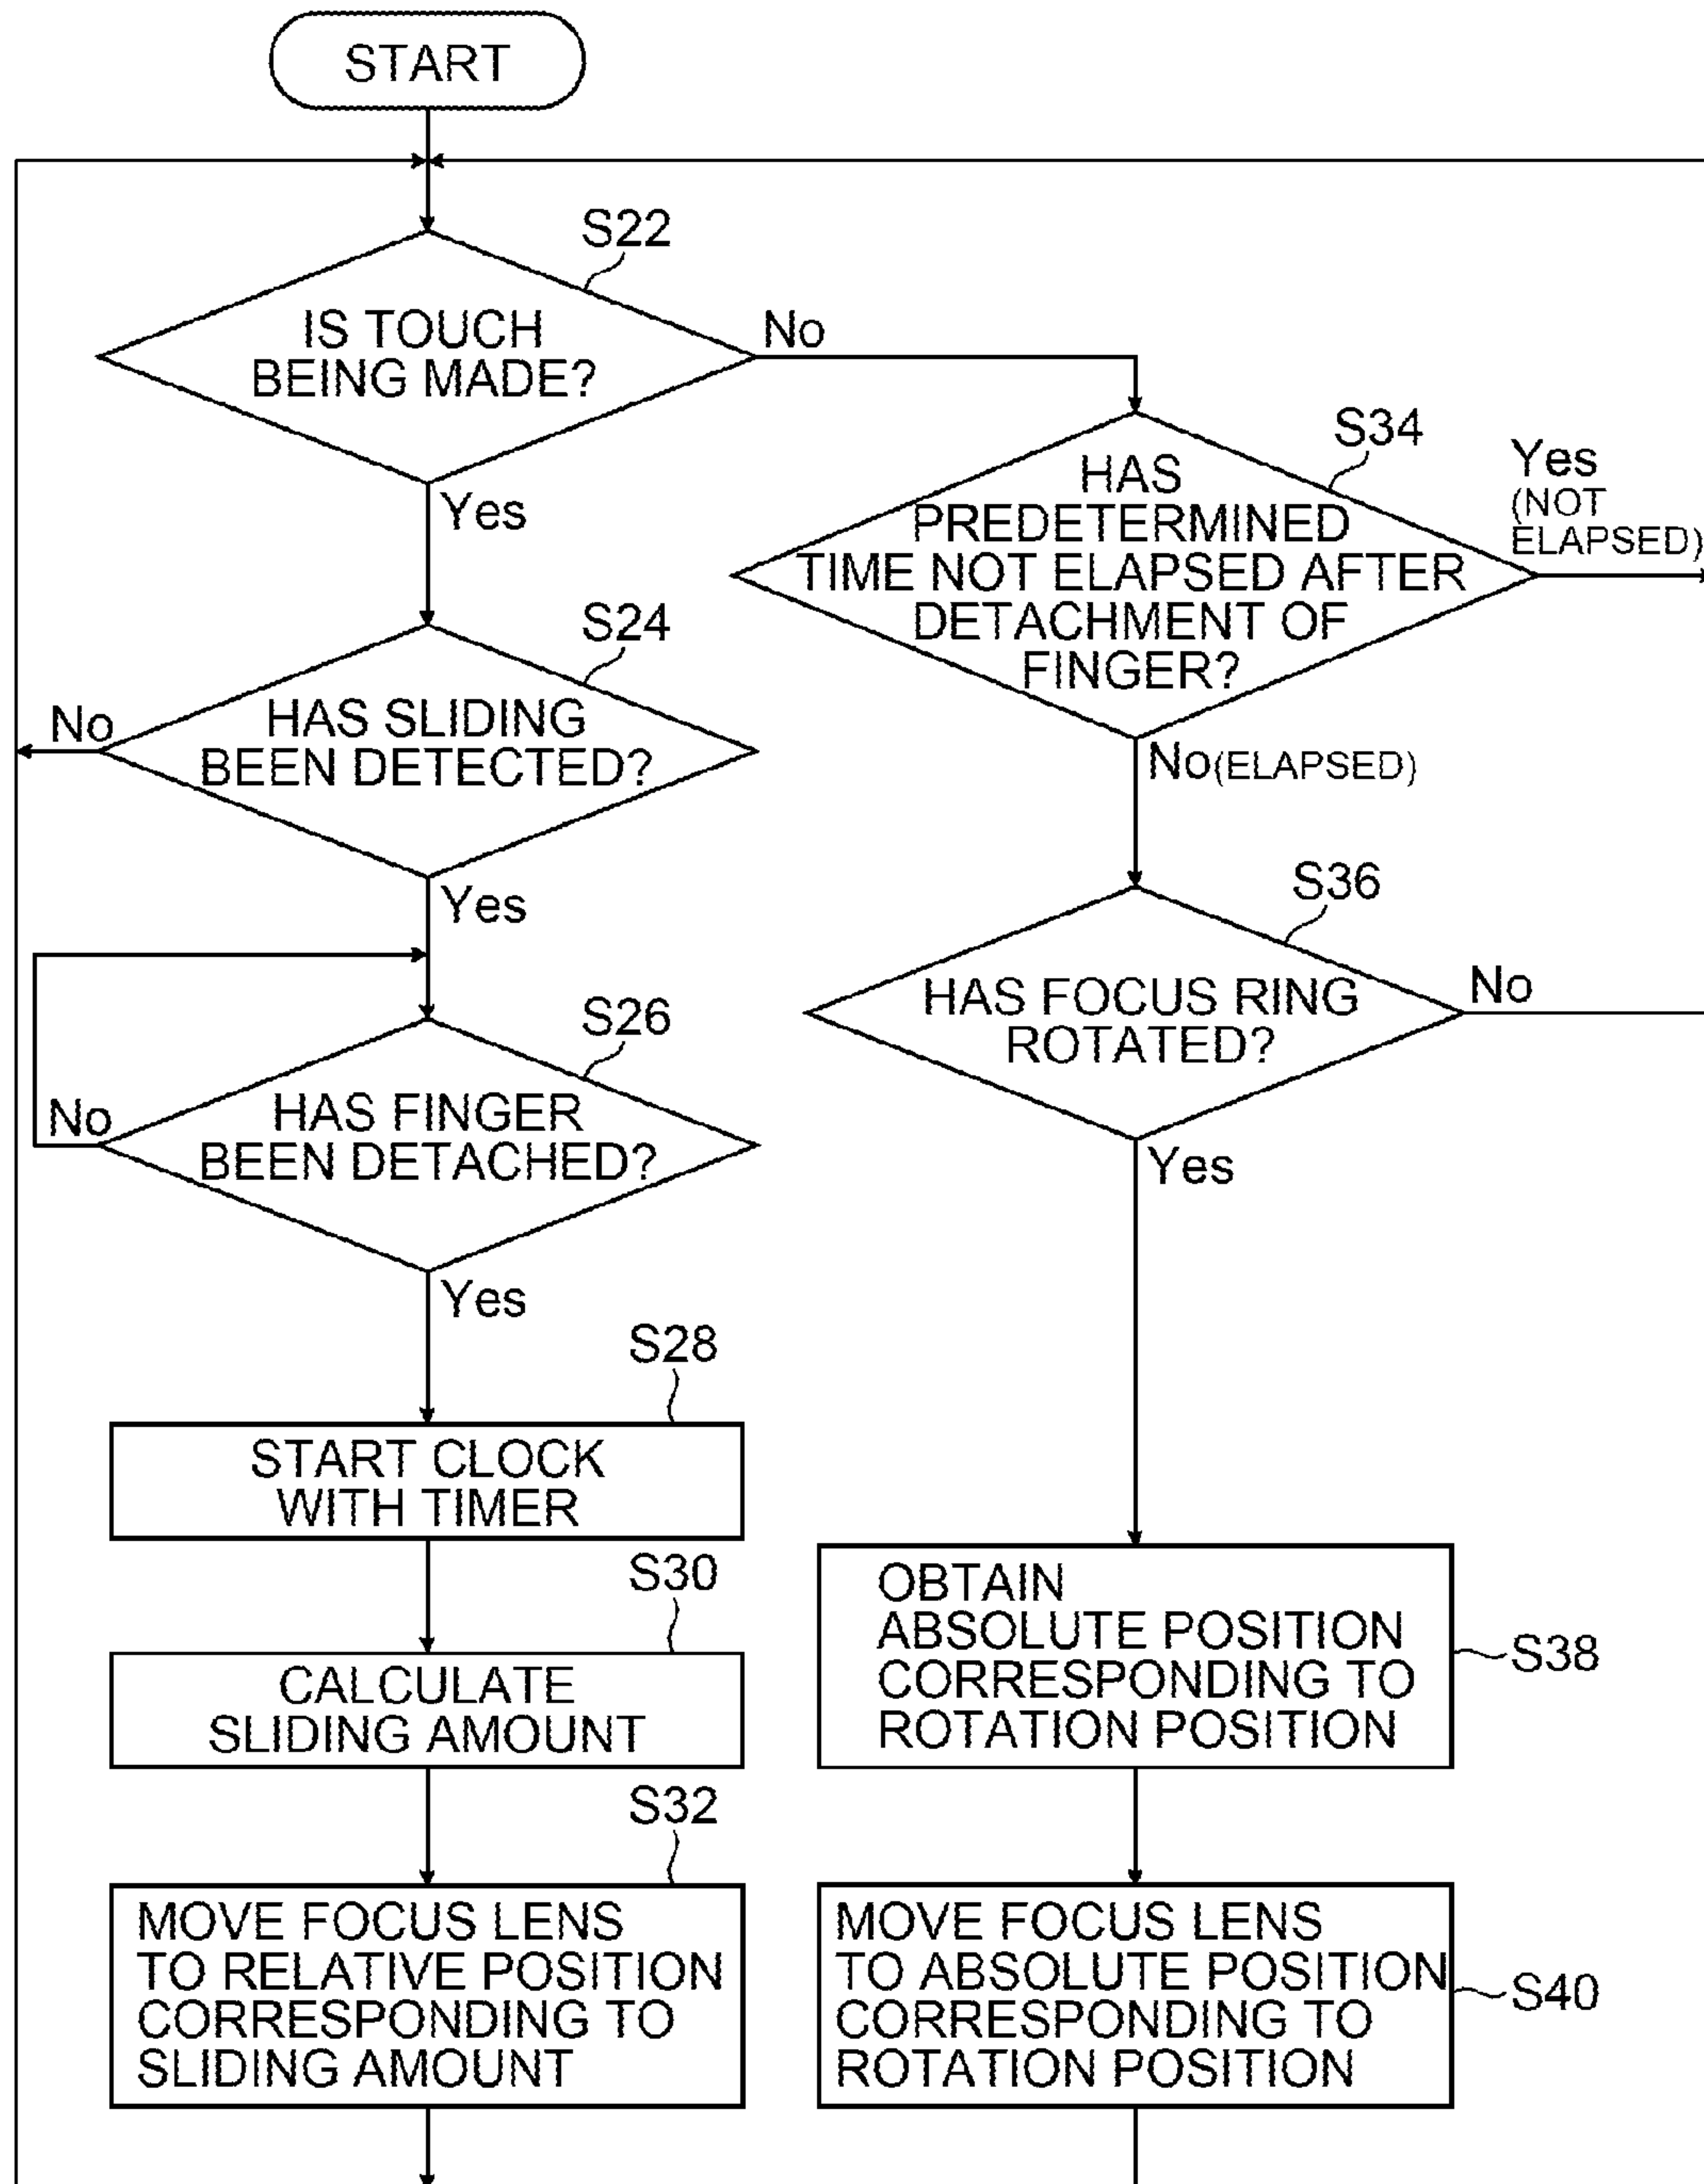 START
S22
IS TOUCH
BEING MADE?
No
Yes
S34
HAS
PREDETERMINED
TIME NOT ELAPSED AFTER
DETACHMENT OF
FINGER?
Yes
(NOT
ELAPSED)
No(ELAPSED)
S24
HAS SLIDING
BEEN DETECTED?
No
Yes
S36
HAS FOCUS RING
ROTATED?
No
Yes
S26
HAS FINGER
BEEN DETACHED?
No
Yes
S28
START CLOCK
WITH TIMER
S30
CALCULATE
SLIDING AMOUNT
S38
OBTAIN
ABSOLUTE POSITION
CORRESPONDING TO
ROTATION POSITION
S32
MOVE FOCUS LENS
TO RELATIVE POSITION
CORRESPONDING TO
SLIDING AMOUNT
S40
MOVE FOCUS LENS
TO ABSOLUTE POSITION
CORRESPONDING TO
ROTATION POSITION